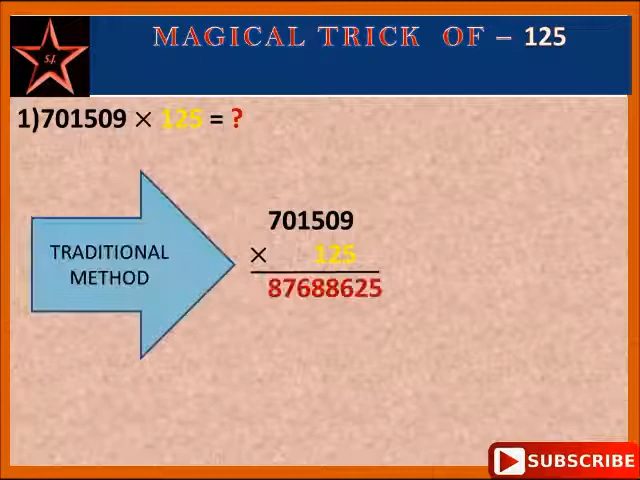 S.I.
MAGICAL TRICK OF – 125
1)701509 × 125 = ?
TRADITIONAL
METHOD
701509
× 125
87688625
SUBSCRIBE